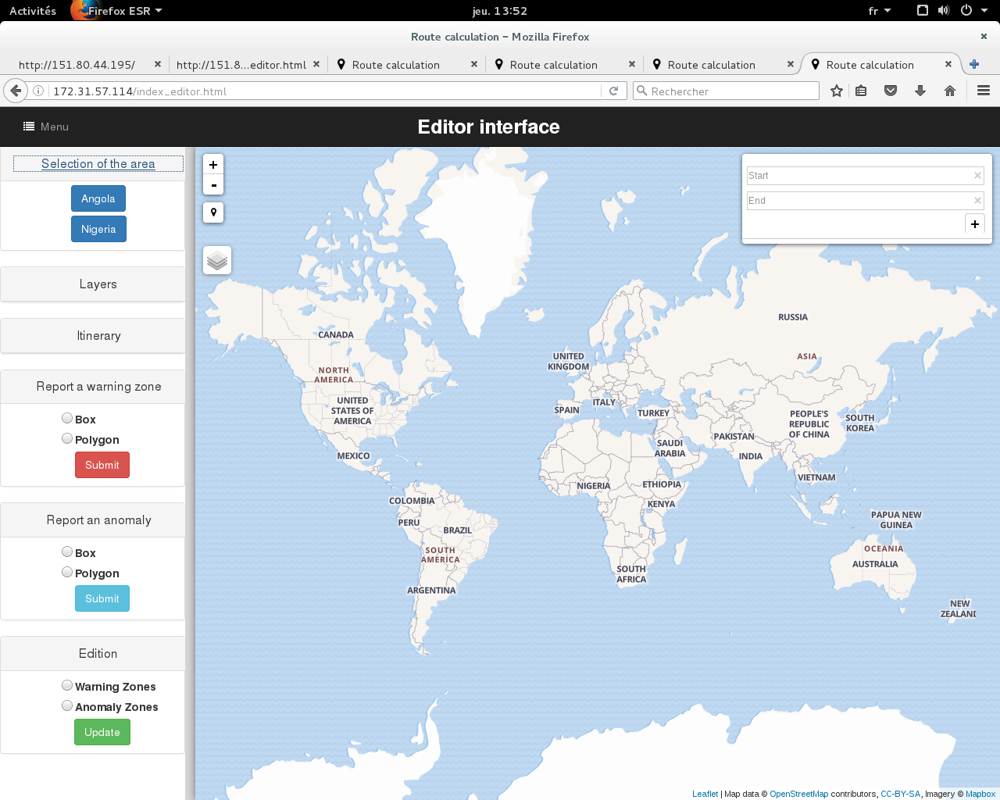 Activités Firefox ESR jeu. 13:52 fr
Route calculation – Mozilla Firefox
http://151.80.44.195/ http://151.8...editor.html Route calculation Route calculation Route calculation Route calculation
172.31.57.114/index_editor.html Rechercher
Menu Editor interface
Selection of the area
Angola
Nigeria
Layers
Itinerary
Report a warning zone
Box
Polygon
Submit
Report an anomaly
Box
Polygon
Submit
Edition
Warning Zones
Anomaly Zones
Update
+
-
Start
End
+
RUSSIA
CANADA
ASIA
UNITED
KINGDOM
NORTH
AMERICA
UNITED
STATES OF
AMERICA
ITALY
SPAIN
TURKEY
PEOPLE'S
REPUBLIC
OF CHINA
SOUTH
KOREA
PAKISTAN
SAUDI
ARABIA
MEXICO
INDIA
VIETNAM
NIGERIA
ETHIOPIA
COLOMBIA
KENYA
PERU
BRAZIL
PAPUA NEW
GUINEA
SOUTH
AMERICA
OCEANIA
AUSTRALIA
SOUTH
AFRICA
ARGENTINA
NEW
ZEALAND
Leaflet | Map data © OpenStreetMap contributors, CC-BY-SA, Imagery © Mapbox